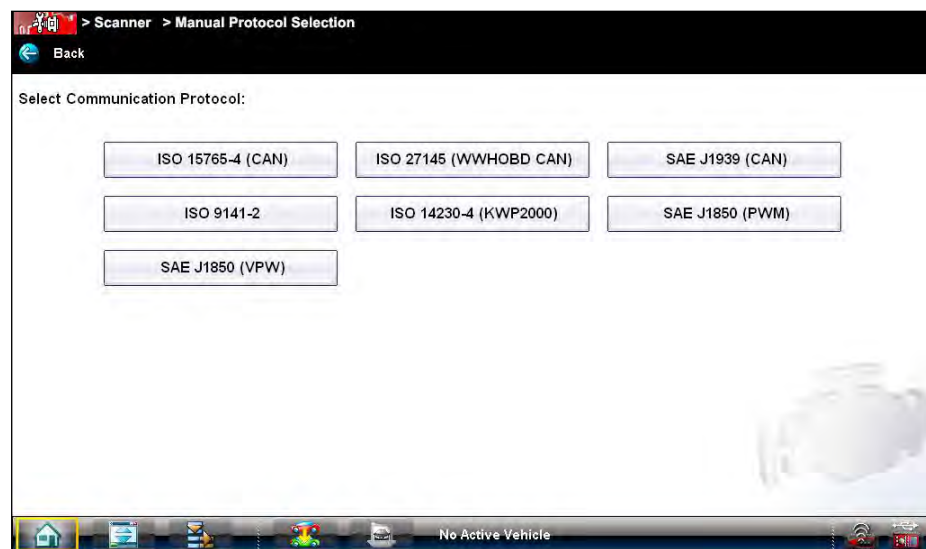 > Scanner > Manual Protocol Selection
Back
Select Communication Protocol:
ISO 15765-4 (CAN) ISO 27145 (WWHOBD CAN) SAE J1939 (CAN)
ISO 9141-2 ISO 14230-4 (KWP2000) SAE J1850 (PWM)
SAE J1850 (VPW)
No Active Vehicle